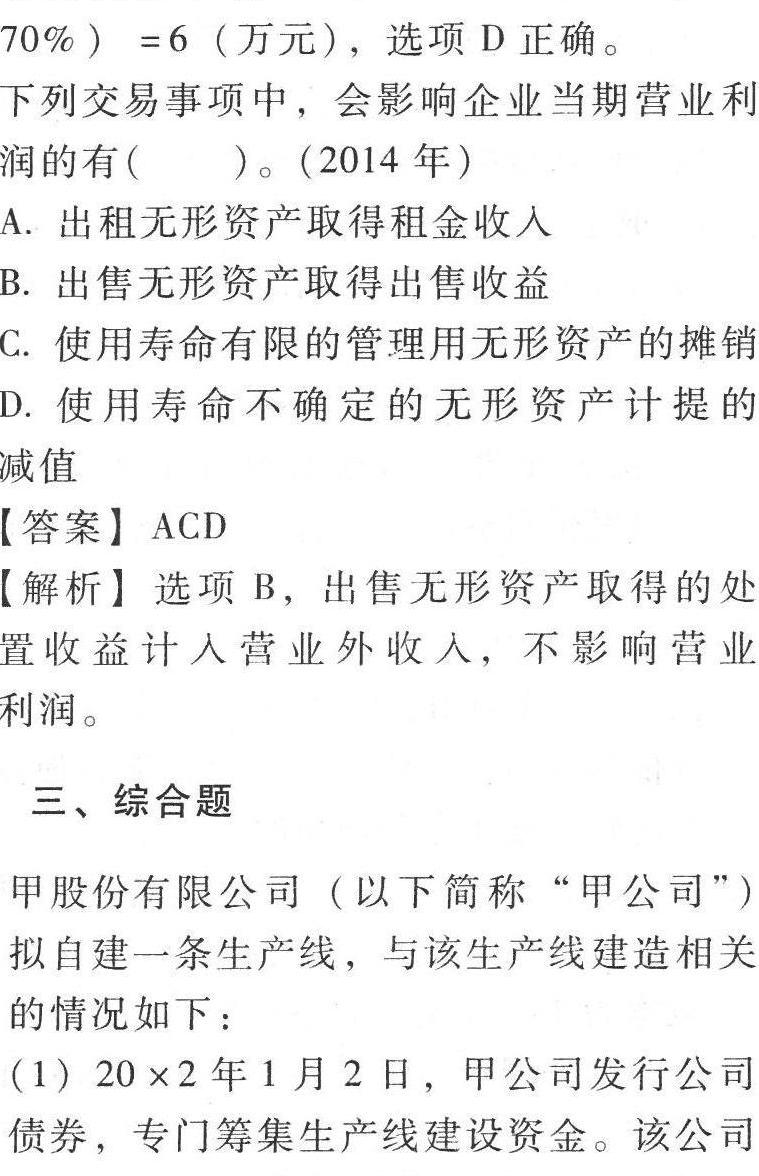 70%） =6（万元），选项 D 正确。
下列交易事项中，会影响企业当期营业利
润的有(　　)。（2014 年）
A. 出租无形资产取得租金收入
B. 出售无形资产取得出售收益
C. 使用寿命有限的管理用无形资产的摊销
D. 使用寿命不确定的无形资产计提的
减值
【答案】 ACD
【解析】 选项 B，出售无形资产取得的处
置收益计入营业外收入，不影响营业
利润。
三、综合题
甲股份有限公司（以下简称“甲公司”）
拟自建一条生产线，与该生产线建造相关
的情况如下：
(1) 20×2 年 1 月 2 日，甲公司发行公司
债券，专门筹集生产线建设资金。该公司